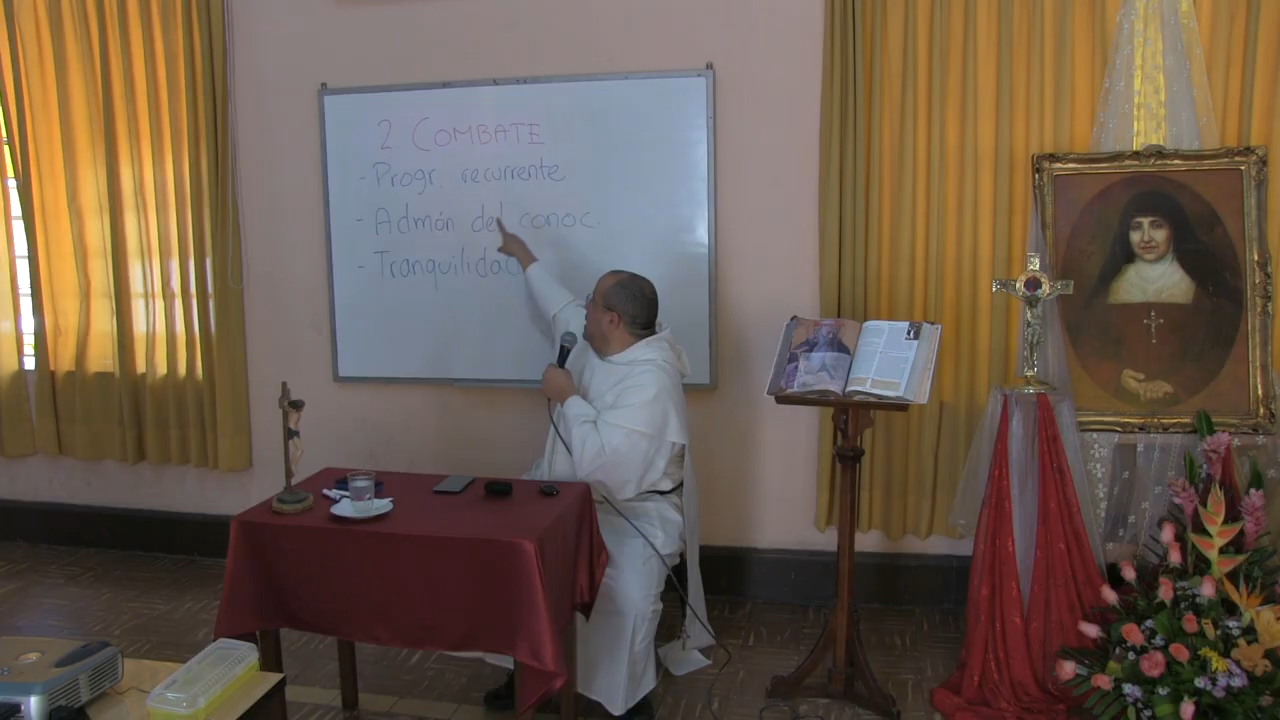 2. COMBATE
- Progr. recurrente
- Admón del conoc.
- Tranquilidad